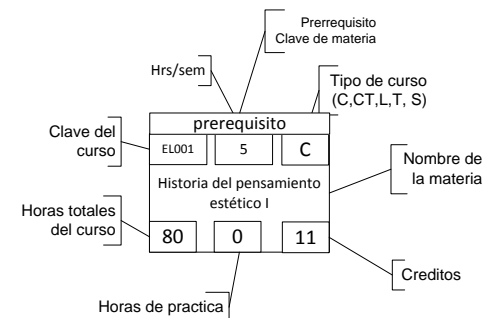 Prerrequisito
Clave de materia
Hrs/sem
Tipo de curso
(C,CT,L,T, S)
prerequisito
Clave del
curso
EL001
5
C
Nombre de
la materia
Historia del pensamiento
estético I
Horas totales
del curso
80
0
11
Creditos
Horas de practica